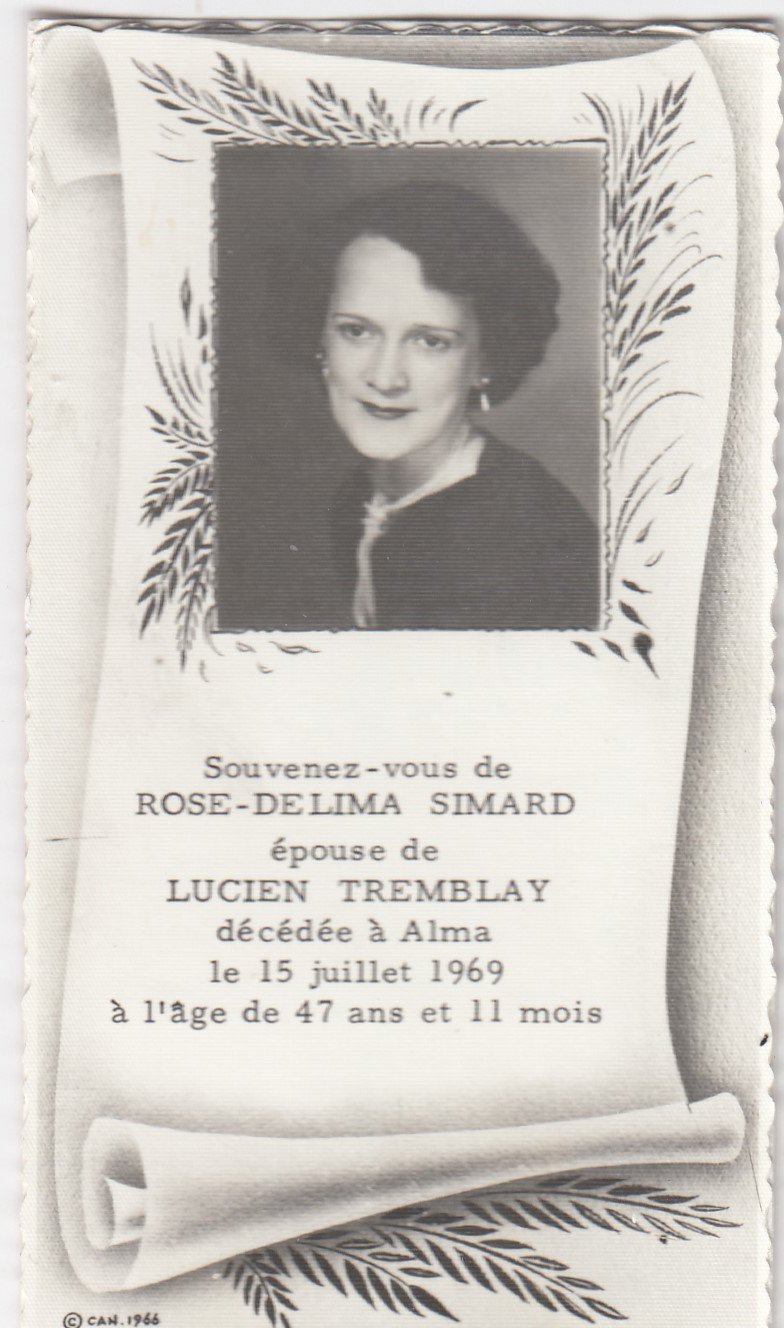 Souvenez-vous de
ROSE-DELIMA SIMARD
épouse de
LUCIEN TREMBLAY
décédée à Alma
le 15 juillet 1969
à l'âge de 47 ans et 11 mois
© CAN. 1966